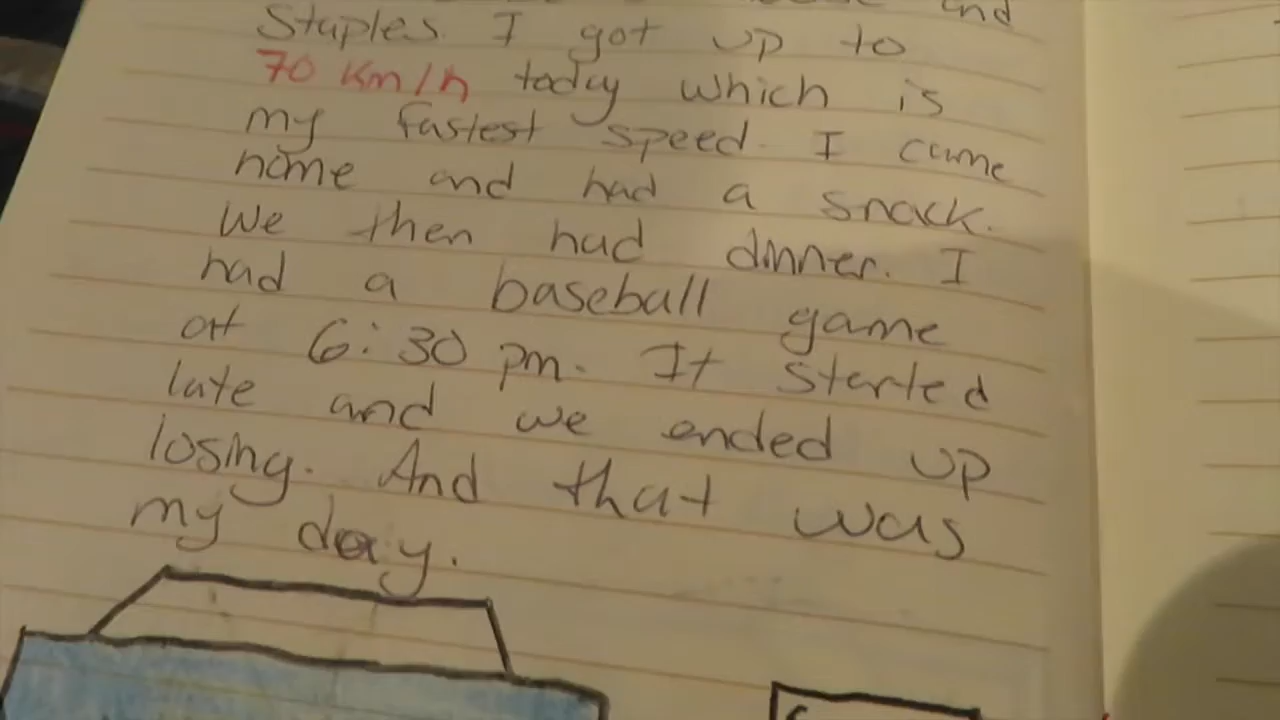 and
Staples. I got up to
70 Km/h today which is
my fastest speed. I came
home and had a snack.
We then had dinner. I
had a baseball game
at 6:30 pm. It started
late and we ended up
losing. And that was
my day.